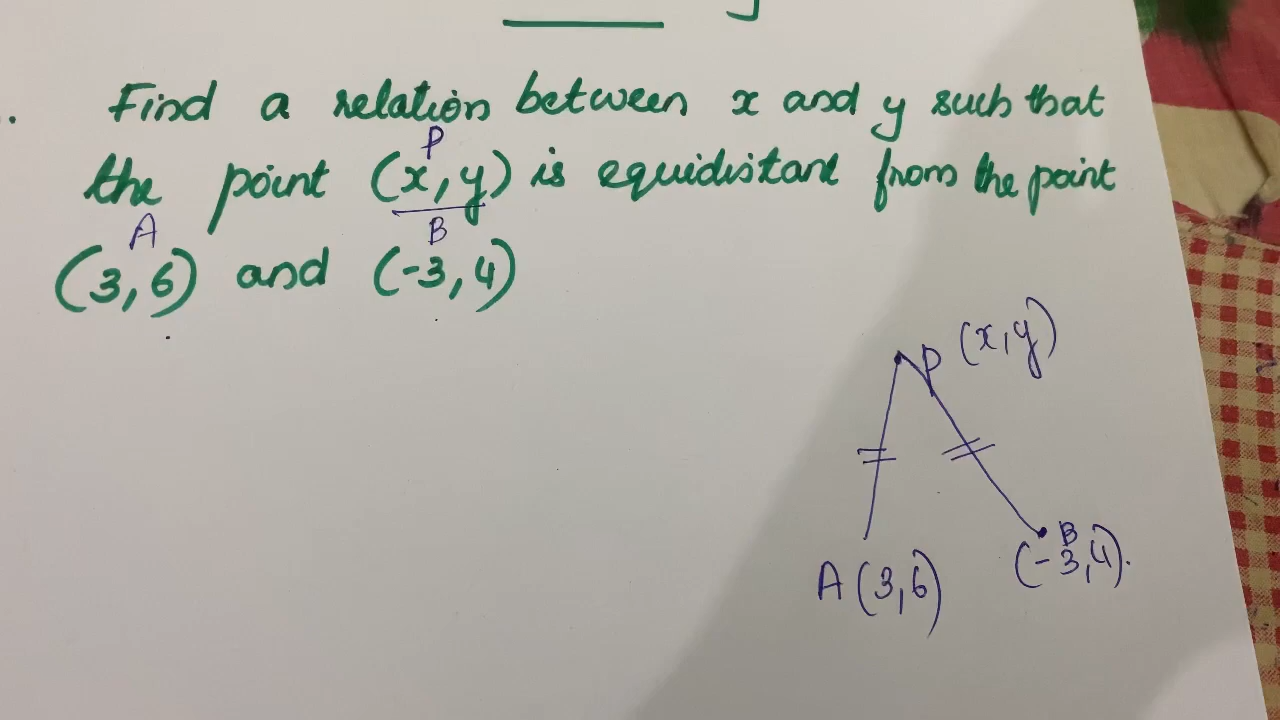 Find a relation between x and y such that
P
the point (x, y) is equidistant from the point
A B
(3, 6) and (-3, 4)
P (x, y)
B
A (3, 6) (-3, 4).